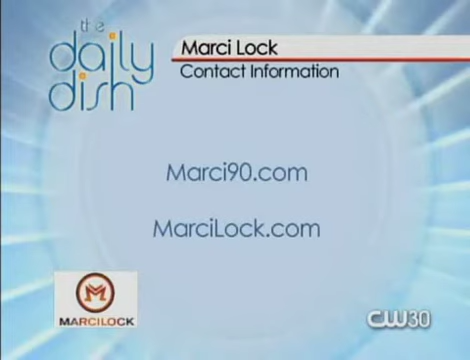 the
daily
dish
Marci Lock
Contact Information
Marci90.com
MarciLock.com
MARCILOCK
CW30